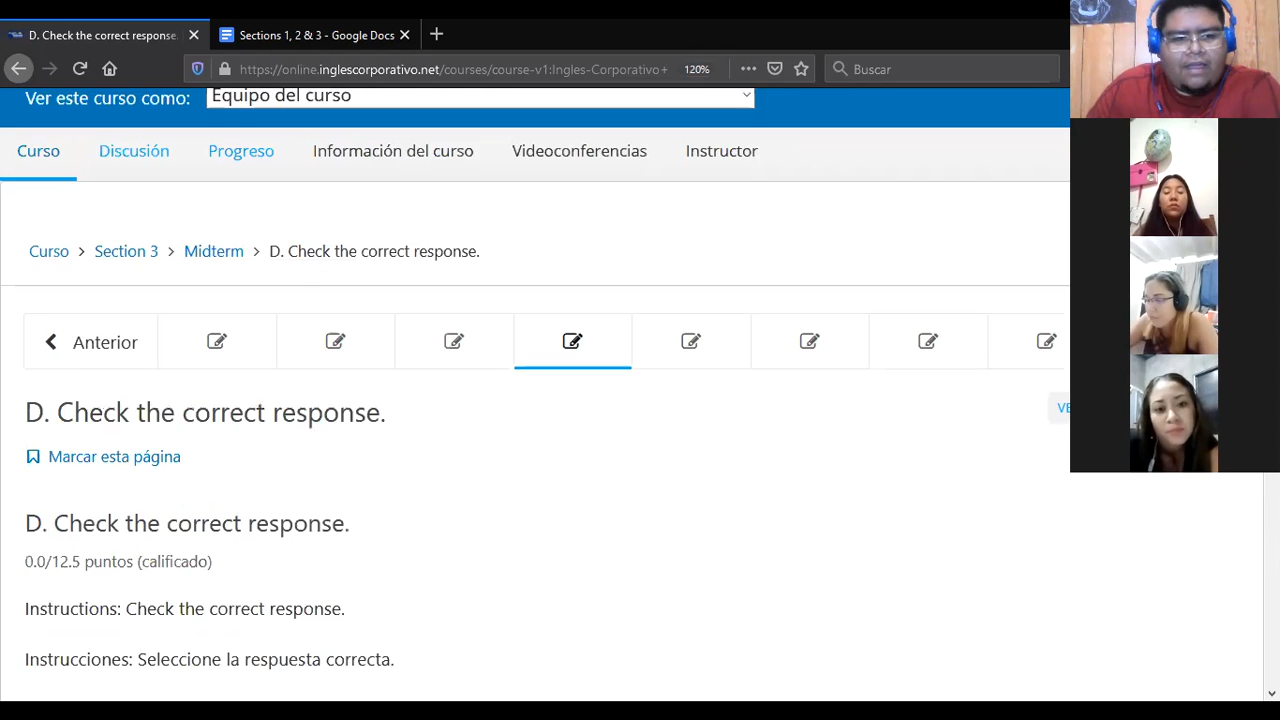 D. Check the correct response.
Sections 1, 2 & 3 - Google Docs
https://online.inglescorporativo.net/courses/course-v1:Ingles-Corporativo+
120%
Buscar
Ver este curso como:
Equipo del curso
Curso
Discusión
Progreso
Información del curso
Videoconferencias
Instructor
Curso > Section 3 > Midterm > D. Check the correct response.
Anterior
D. Check the correct response.
VE
Marcar esta página
D. Check the correct response.
0.0/12.5 puntos (calificado)
Instructions: Check the correct response.
Instrucciones: Seleccione la respuesta correcta.